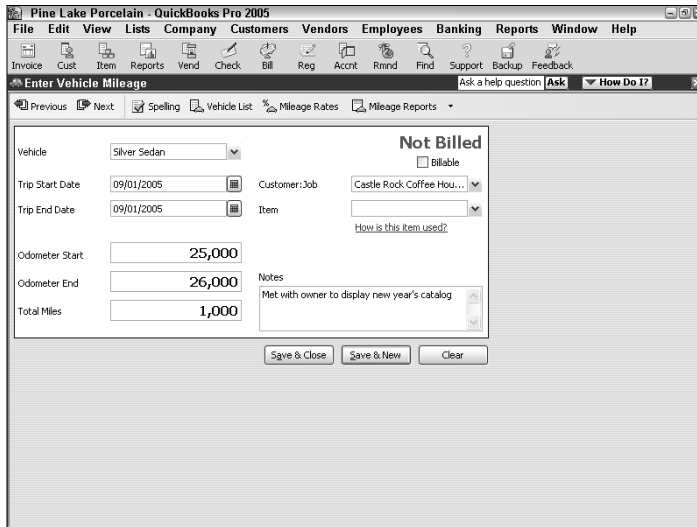 Pine Lake Porcelain - QuickBooks Pro 2005
File Edit View Lists Company Customers Vendors Employees Banking Reports Window Help
Invoice Cust Item Reports Vend Check Bill Reg Accnt Rmnd Find Support Backup Feedback
Enter Vehicle Mileage Ask a help question Ask How Do I?
Previous Next Spelling Vehicle List Mileage Rates Mileage Reports
Not Billed
Vehicle Silver Sedan Billable
Trip Start Date 09/01/2005 Customer:Job Castle Rock Coffee Hou...
Trip End Date 09/01/2005 Item
How is this item used?
Odometer Start 25,000
Odometer End 26,000 Notes
Met with owner to display new year's catalog
Total Miles 1,000
Save & Close Save & New Clear